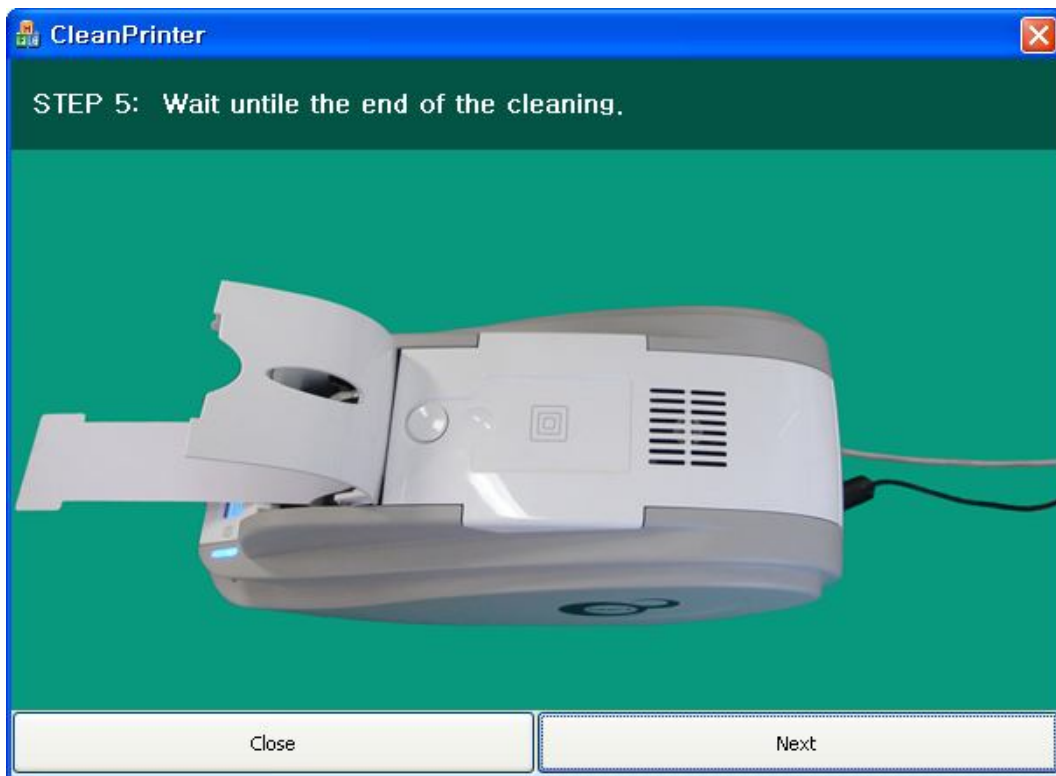 CleanPrinter
STEP 5: Wait untile the end of the cleaning.
Close
Next